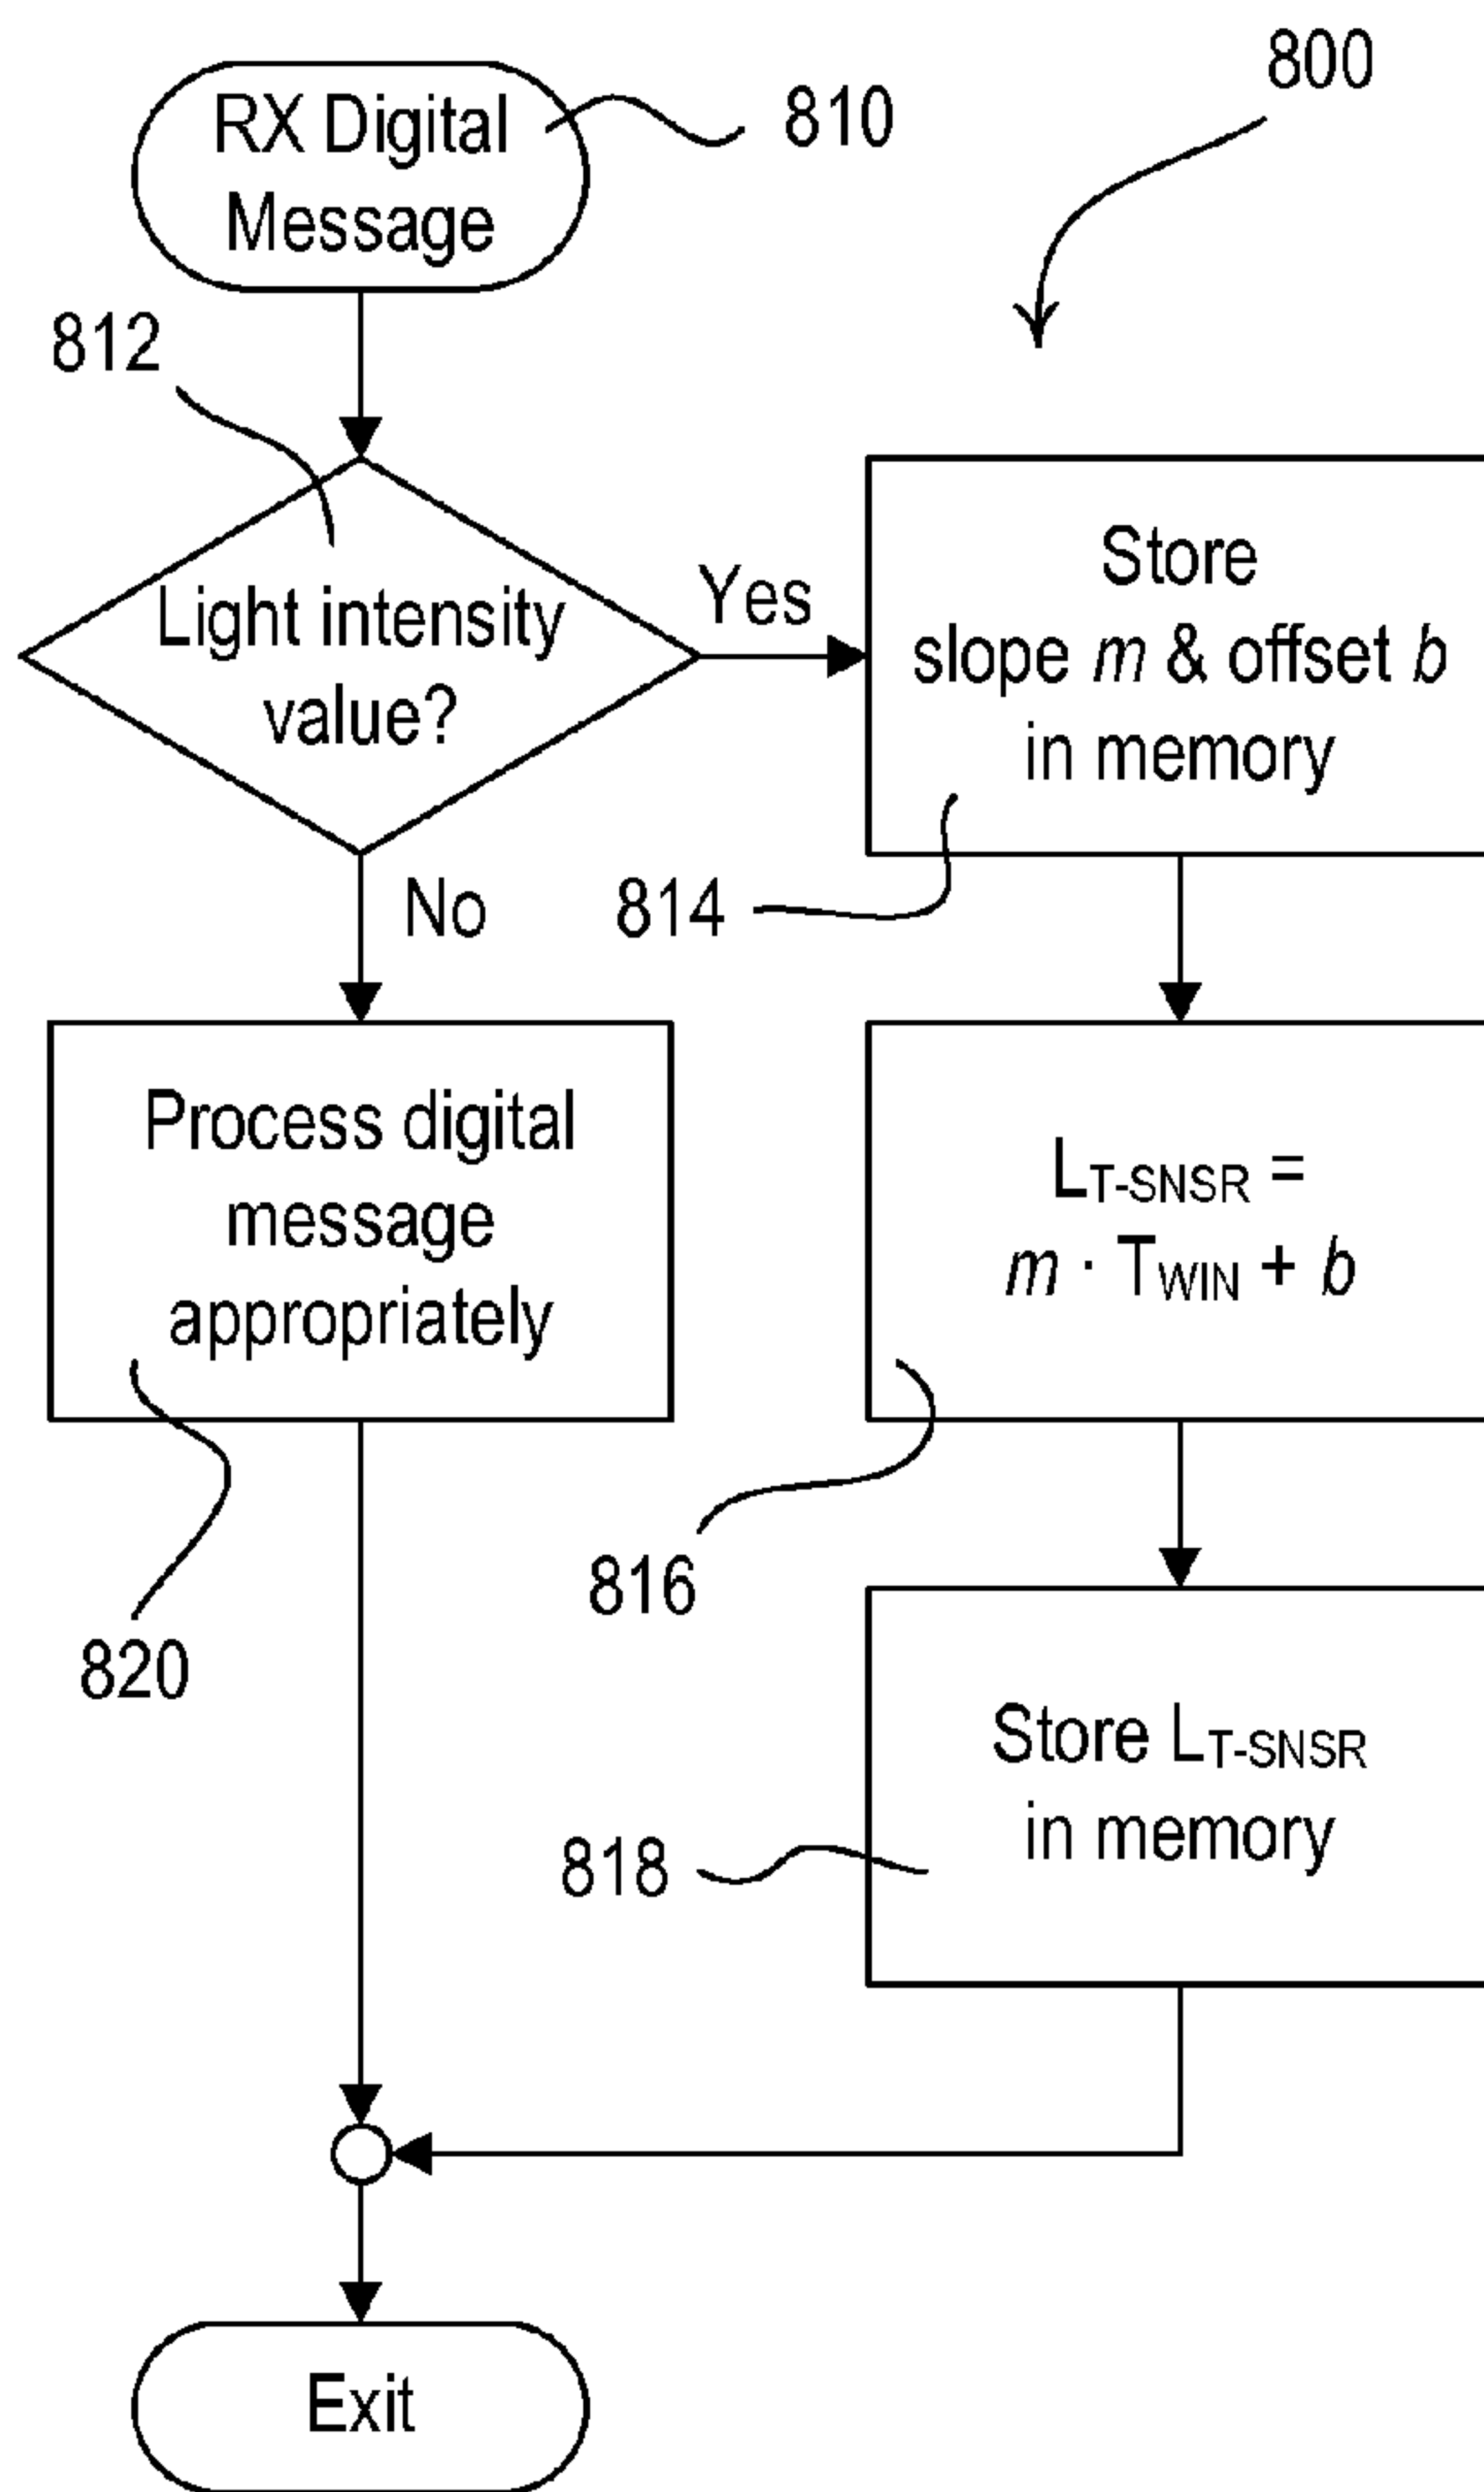 800
RX Digital
Message
810
812
Light intensity
value?
Yes
No
Store
slope m & offset b
in memory
814
Process digital
message
appropriately
820
LT-SNSR =
m · TWIN + b
816
Store LT-SNSR
in memory
818
Exit